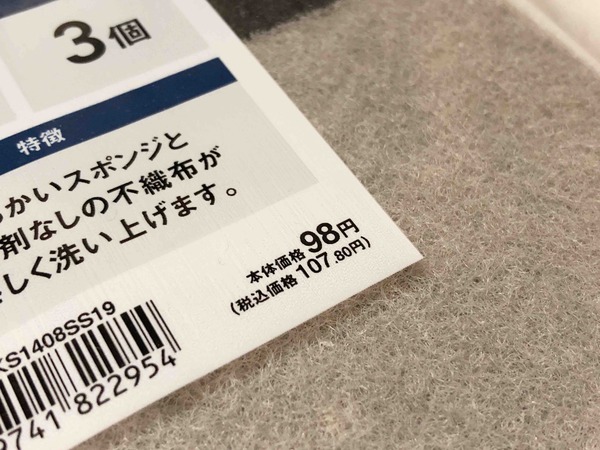 3個
特徴
かいスポンジと
剤なしの不織布が
しく洗い上げます。
本体価格98円
(税込価格107.80円)
S1408SS19
741 822954